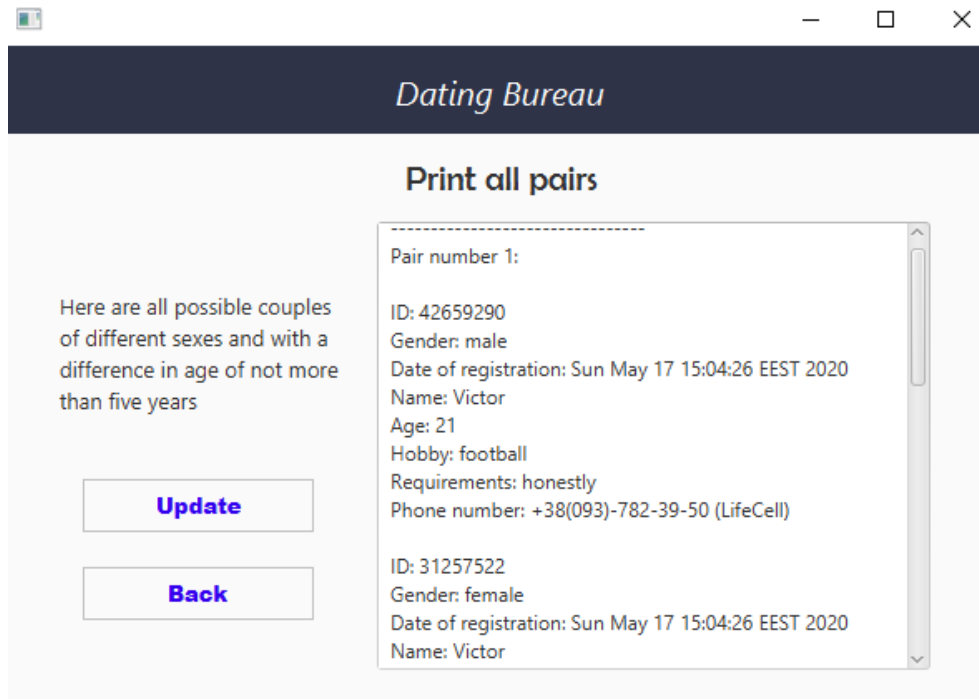 Dating Bureau
Print all pairs
Here are all possible couples
of different sexes and with a
difference in age of not more
than five years
Update
Back
--------------------------------
Pair number 1:
ID: 42659290
Gender: male
Date of registration: Sun May 17 15:04:26 EEST 2020
Name: Victor
Age: 21
Hobby: football
Requirements: honestly
Phone number: +38(093)-782-39-50 (LifeCell)
ID: 31257522
Gender: female
Date of registration: Sun May 17 15:04:26 EEST 2020
Name: Victor